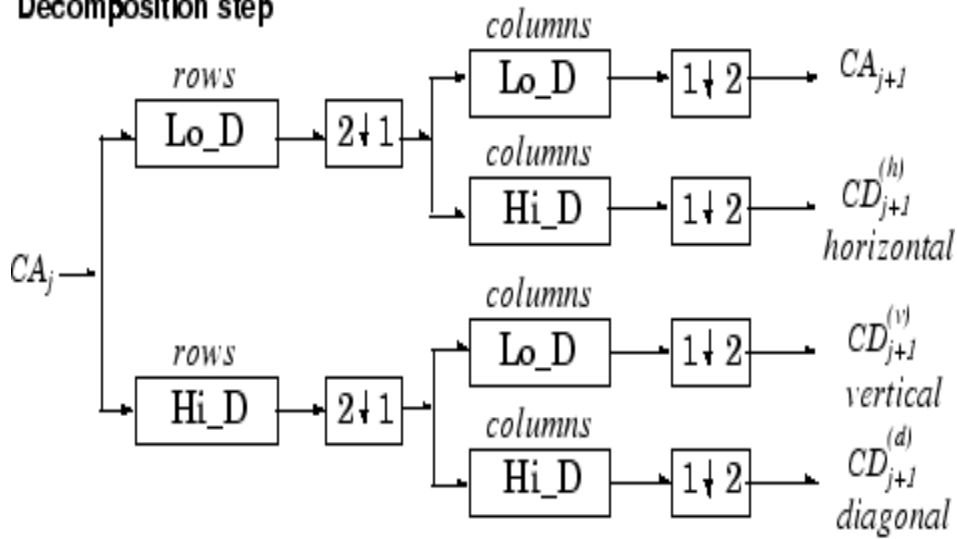 Decomposition step
columns
rows
Lo_D
1↓2
CA_{j+1}
Lo_D
2↓1
columns
Hi_D
1↓2
CD_{j+1}^{(h)}
horizontal
CA_j
columns
rows
Lo_D
1↓2
CD_{j+1}^{(v)}
vertical
Hi_D
2↓1
columns
Hi_D
1↓2
CD_{j+1}^{(d)}
diagonal